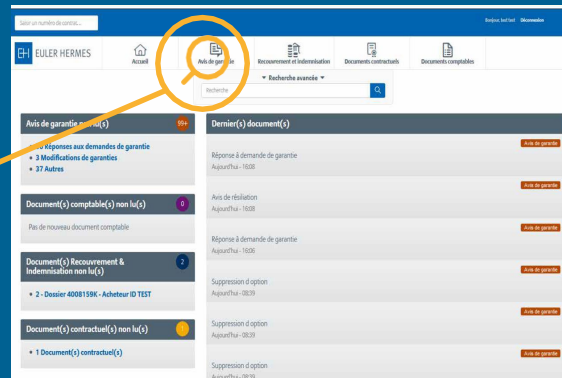 Saisir un numéro de contrat...
Bonjour, test test Déconnexion
EH EULER HERMES
Accueil
Avis de garantie
Recouvrement et indemnisation
Documents contractuels
Documents comptables
Recherche avancée
Recherche
Avis de garantie non lu(s) 99+
Réponses aux demandes de garantie
3 Modifications de garanties
37 Autres
Document(s) comptable(s) non lu(s) 0
Pas de nouveau document comptable
Document(s) Recouvrement &
Indemnisation non lu(s) 2
2 - Dossier 4008159K - Acheteur ID TEST
Document(s) contractuel(s) non lu(s)
1 Document(s) contractuel(s)
Dernier(s) document(s)
Avis de garantie
Réponse à demande de garantie
Aujourd'hui - 16:08
Avis de garantie
Avis de résiliation
Aujourd'hui - 16:08
Avis de garantie
Réponse à demande de garantie
Aujourd'hui - 16:06
Avis de garantie
Suppression d option
Aujourd'hui - 08:39
Avis de garantie
Suppression d option
Aujourd'hui - 08:39
Avis de garantie
Suppression d option
Aujourd'hui - 08:39